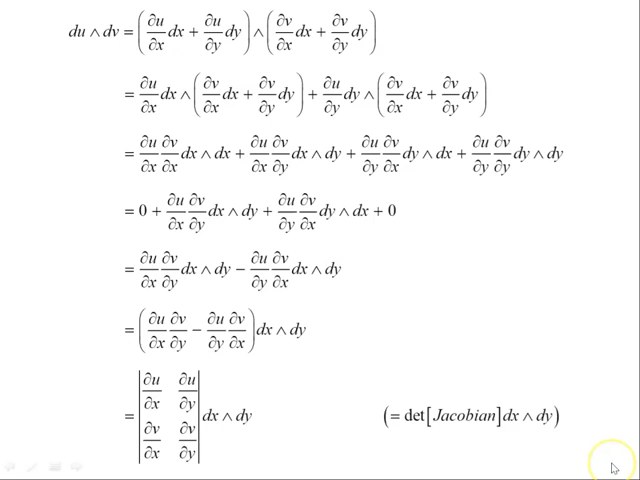 du ∧ dv = (∂u/∂x dx + ∂u/∂y dy) ∧ (∂v/∂x dx + ∂v/∂y dy)
= ∂u/∂x dx ∧ (∂v/∂x dx + ∂v/∂y dy) + ∂u/∂y dy ∧ (∂v/∂x dx + ∂v/∂y dy)
= ∂u/∂x ∂v/∂x dx ∧ dx + ∂u/∂x ∂v/∂y dx ∧ dy + ∂u/∂y ∂v/∂x dy ∧ dx + ∂u/∂y ∂v/∂y dy ∧ dy
= 0 + ∂u/∂x ∂v/∂y dx ∧ dy + ∂u/∂y ∂v/∂x dy ∧ dx + 0
= ∂u/∂x ∂v/∂y dx ∧ dy − ∂u/∂y ∂v/∂x dx ∧ dy
= (∂u/∂x ∂v/∂y − ∂u/∂y ∂v/∂x) dx ∧ dy
= |∂u/∂x ∂u/∂y; ∂v/∂x ∂v/∂y| dx ∧ dy (= det[Jacobian] dx ∧ dy)